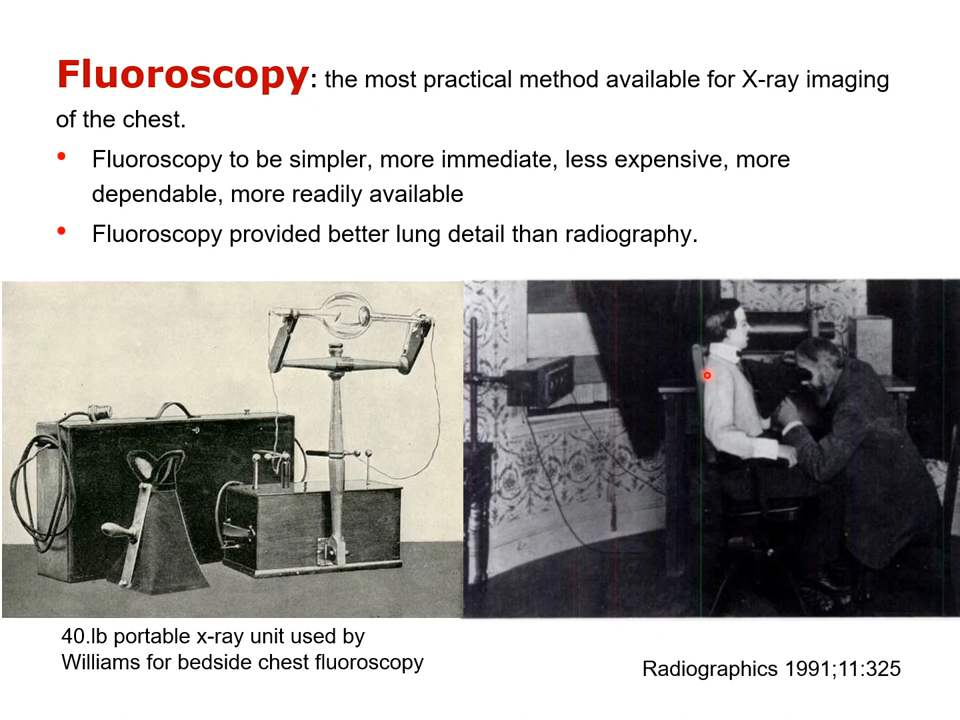 Fluoroscopy: the most practical method available for X-ray imaging
of the chest.
• Fluoroscopy to be simpler, more immediate, less expensive, more
dependable, more readily available
• Fluoroscopy provided better lung detail than radiography.
40.lb portable x-ray unit used by
Williams for bedside chest fluoroscopy
Radiographics 1991;11:325